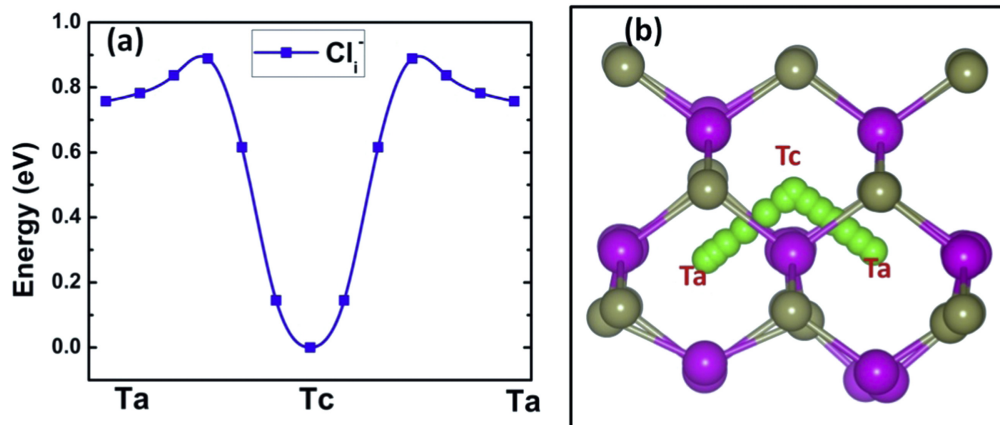 (a)
Cl_i^-
1.0
0.8
0.6
0.4
0.2
0.0
Energy (eV)
Ta
Tc
Ta
(b)
Tc
Ta
Ta